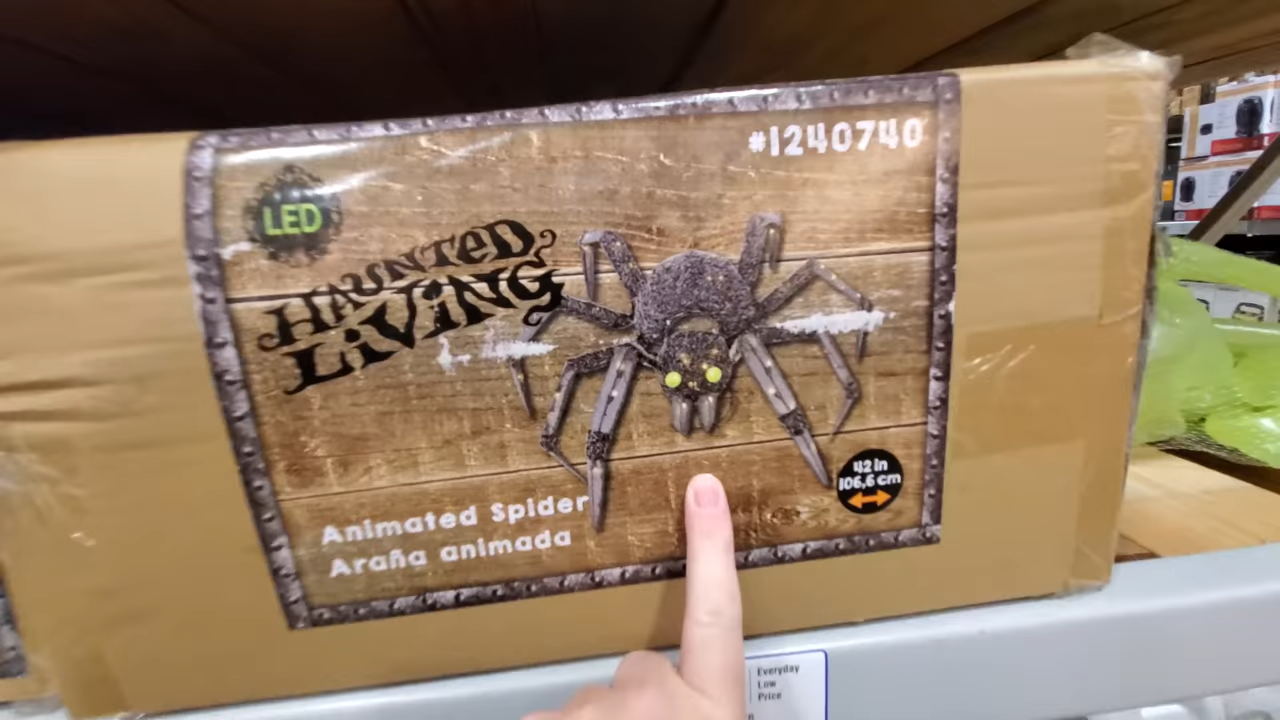 #1240740
LED
HAUNTED
LiViNG
42 in
106,6 cm
Animated Spider
Araña animada
Everyday
Low
Price